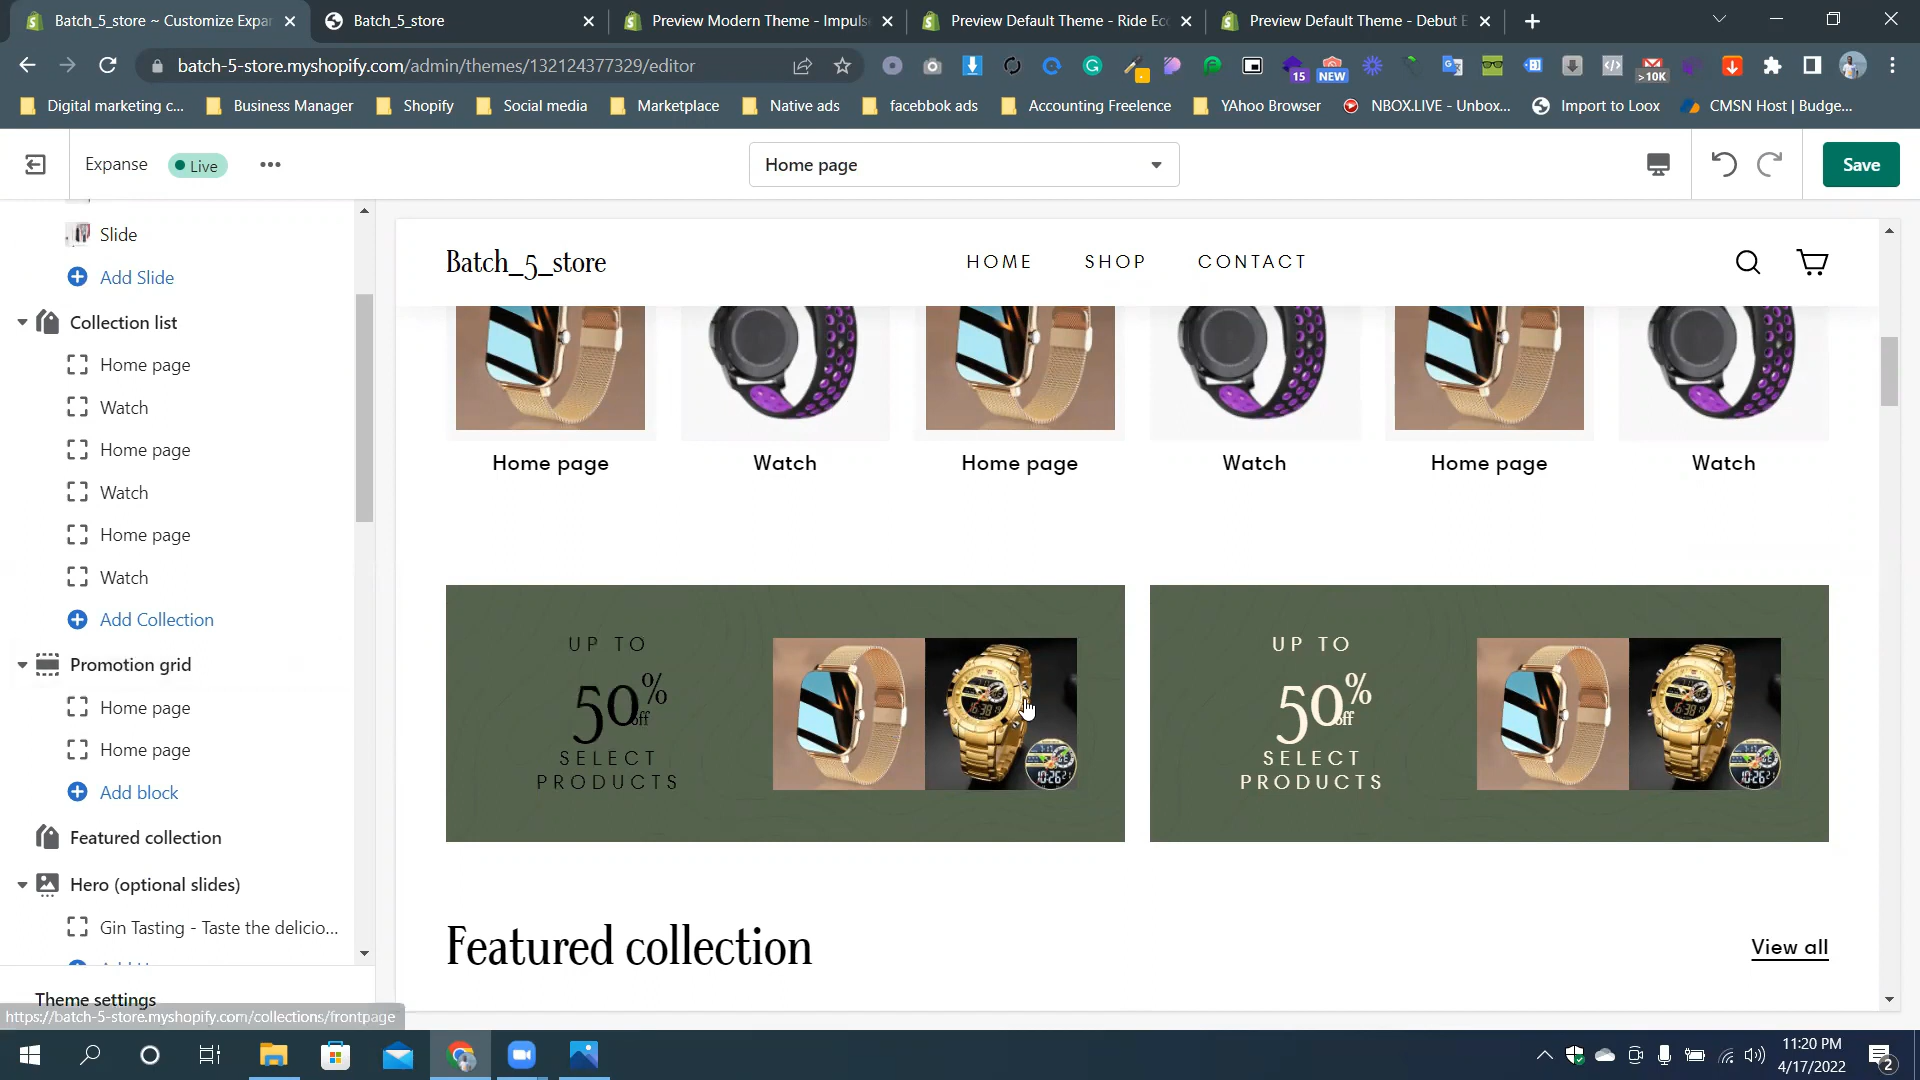 Batch_5_store ~ Customize Expan
Batch_5_store
Preview Modern Theme - Impuls
Preview Default Theme - Ride Ec
Preview Default Theme - Debut E
batch-5-store.myshopify.com/admin/themes/132124377329/editor
15
NEW
>10K
Digital marketing c...
Business Manager
Shopify
Social media
Marketplace
Native ads
facebbok ads
Accounting Freelence
YAhoo Browser
NBOX.LIVE - Unbox...
Import to Loox
CMSN Host | Budge...
Expanse
Live
Home page
Save
Slide
Add Slide
Collection list
Home page
Watch
Home page
Watch
Home page
Watch
Add Collection
Promotion grid
Home page
Home page
Add block
Featured collection
Hero (optional slides)
Gin Tasting - Taste the delicio...
Theme settings
https://batch-5-store.myshopify.com/collections/frontpage
Batch_5_store
HOME
SHOP
CONTACT
Home page
Watch
Home page
Watch
Home page
Watch
UP TO
50%
off
SELECT
PRODUCTS
UP TO
50%
off
SELECT
PRODUCTS
Featured collection
View all
11:20 PM
4/17/2022
2